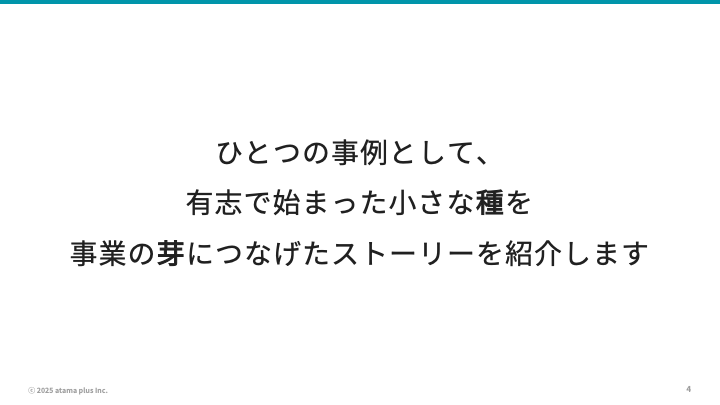 ひとつの事例として、
有志で始まった小さな種を
事業の芽につなげたストーリーを紹介します
© 2025 atama plus Inc.
4